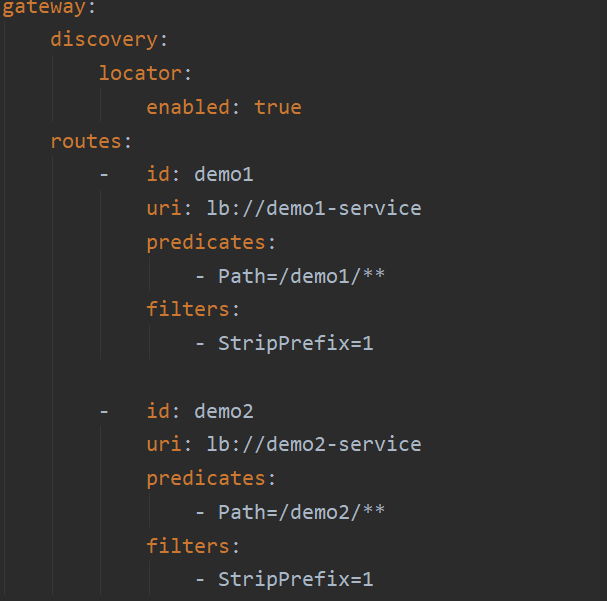 gateway:
discovery:
locator:
enabled: true
routes:
- id: demo1
uri: lb://demo1-service
predicates:
- Path=/demo1/**
filters:
- StripPrefix=1
- id: demo2
uri: lb://demo2-service
predicates:
- Path=/demo2/**
filters:
- StripPrefix=1